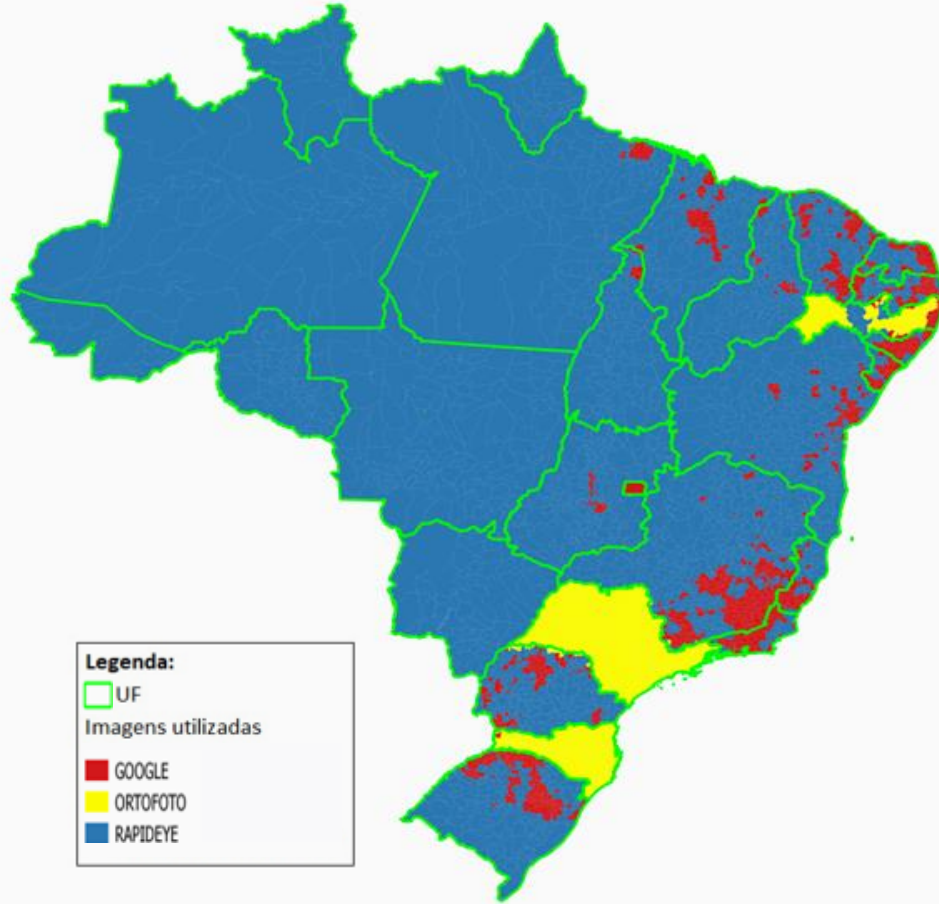 Legenda:
UF
Imagens utilizadas
GOOGLE
ORTOFOTO
RAPIDEYE